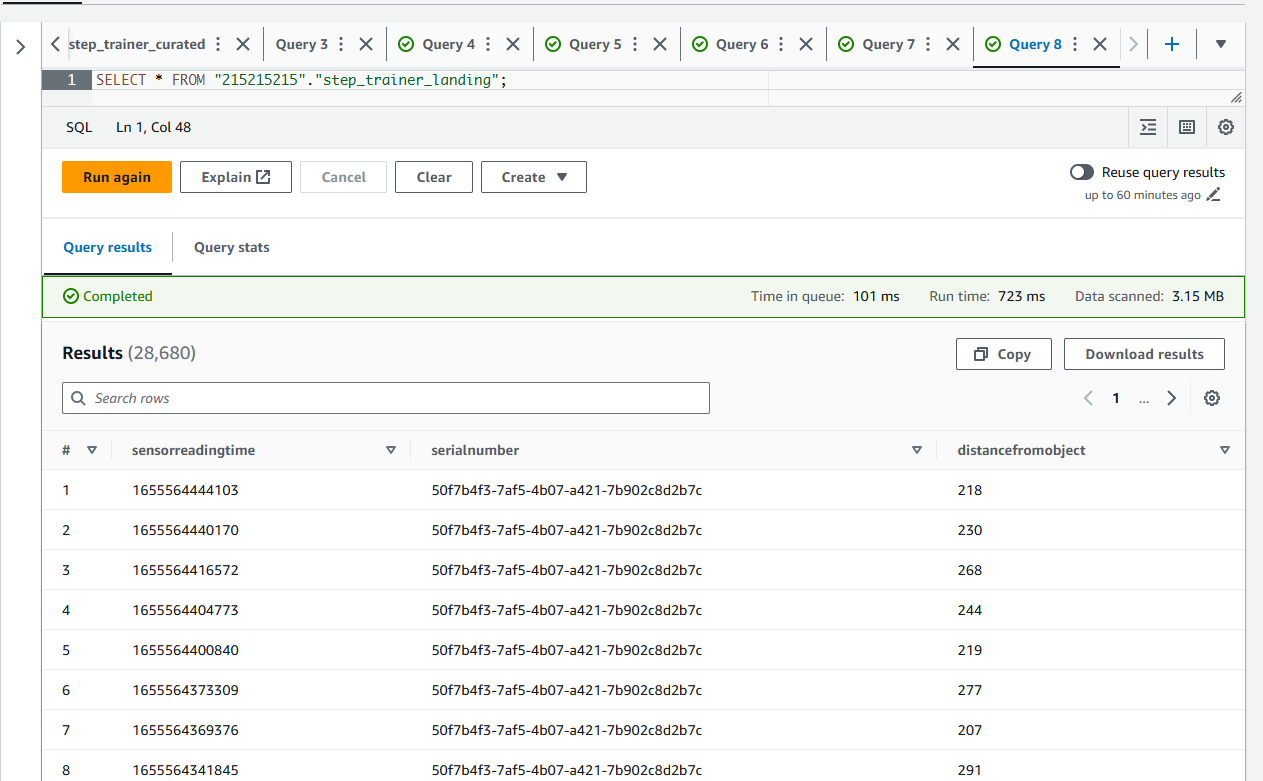 step_trainer_curated Query 3 Query 4 Query 5 Query 6 Query 7 Query 8
1 SELECT * FROM "215215215"."step_trainer_landing";
SQL Ln 1, Col 48
Run again Explain Cancel Clear Create Reuse query results
up to 60 minutes ago
Query results Query stats
Completed Time in queue: 101 ms Run time: 723 ms Data scanned: 3.15 MB
Results (28,680) Copy Download results
Search rows 1 ...
# sensorreadingtime serialnumber distancefromobject
1 1655564444103 50f7b4f3-7af5-4b07-a421-7b902c8d2b7c 218
2 1655564440170 50f7b4f3-7af5-4b07-a421-7b902c8d2b7c 230
3 1655564416572 50f7b4f3-7af5-4b07-a421-7b902c8d2b7c 268
4 1655564404773 50f7b4f3-7af5-4b07-a421-7b902c8d2b7c 244
5 1655564400840 50f7b4f3-7af5-4b07-a421-7b902c8d2b7c 219
6 1655564373309 50f7b4f3-7af5-4b07-a421-7b902c8d2b7c 277
7 1655564369376 50f7b4f3-7af5-4b07-a421-7b902c8d2b7c 207
8 1655564341845 50f7b4f3-7af5-4b07-a421-7b902c8d2b7c 291